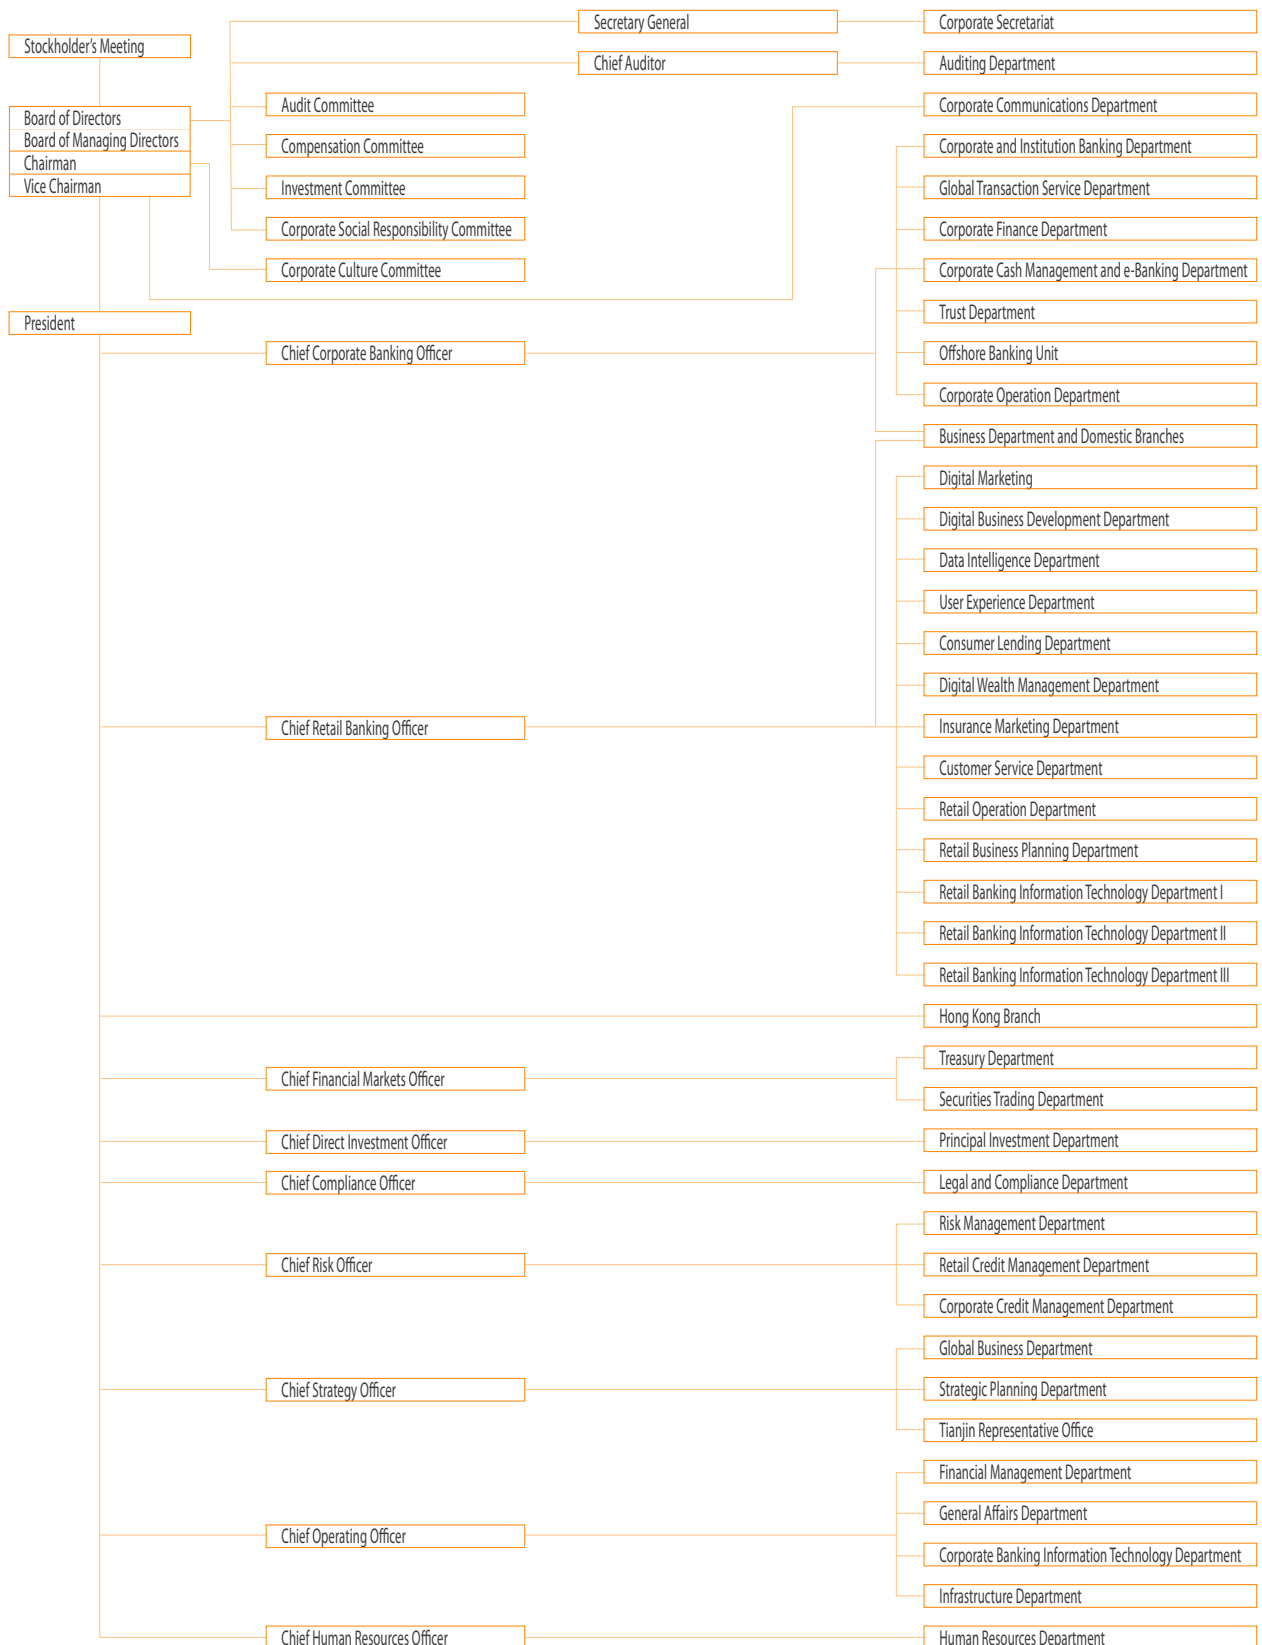 Stockholder's Meeting
Board of Directors
Board of Managing Directors
Chairman
Vice Chairman
President
Secretary General
Chief Auditor
Audit Committee
Compensation Committee
Investment Committee
Corporate Social Responsibility Committee
Corporate Culture Committee
Chief Corporate Banking Officer
Chief Retail Banking Officer
Chief Financial Markets Officer
Chief Direct Investment Officer
Chief Compliance Officer
Chief Risk Officer
Chief Strategy Officer
Chief Operating Officer
Chief Human Resources Officer
Corporate Secretariat
Auditing Department
Corporate Communications Department
Corporate and Institution Banking Department
Global Transaction Service Department
Corporate Finance Department
Corporate Cash Management and e-Banking Department
Trust Department
Offshore Banking Unit
Corporate Operation Department
Business Department and Domestic Branches
Digital Marketing
Digital Business Development Department
Data Intelligence Department
User Experience Department
Consumer Lending Department
Digital Wealth Management Department
Insurance Marketing Department
Customer Service Department
Retail Operation Department
Retail Business Planning Department
Retail Banking Information Technology Department I
Retail Banking Information Technology Department II
Retail Banking Information Technology Department III
Hong Kong Branch
Treasury Department
Securities Trading Department
Principal Investment Department
Legal and Compliance Department
Risk Management Department
Retail Credit Management Department
Corporate Credit Management Department
Global Business Department
Strategic Planning Department
Tianjin Representative Office
Financial Management Department
General Affairs Department
Corporate Banking Information Technology Department
Infrastructure Department
Human Resources Department